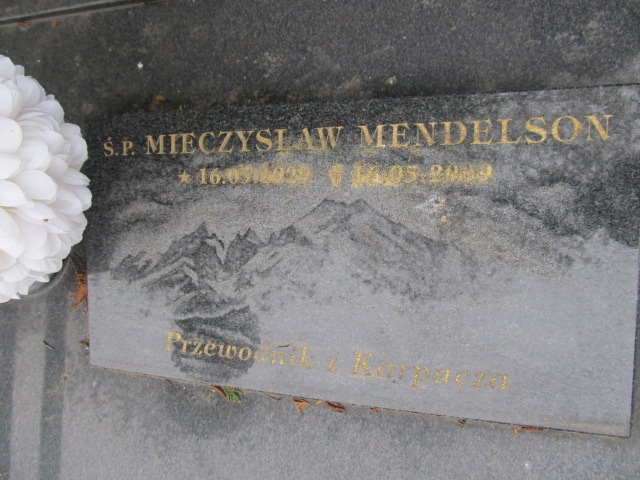 Ś.P. MIECZYSŁAW MENDELSON
Przewodnik z Karpacza